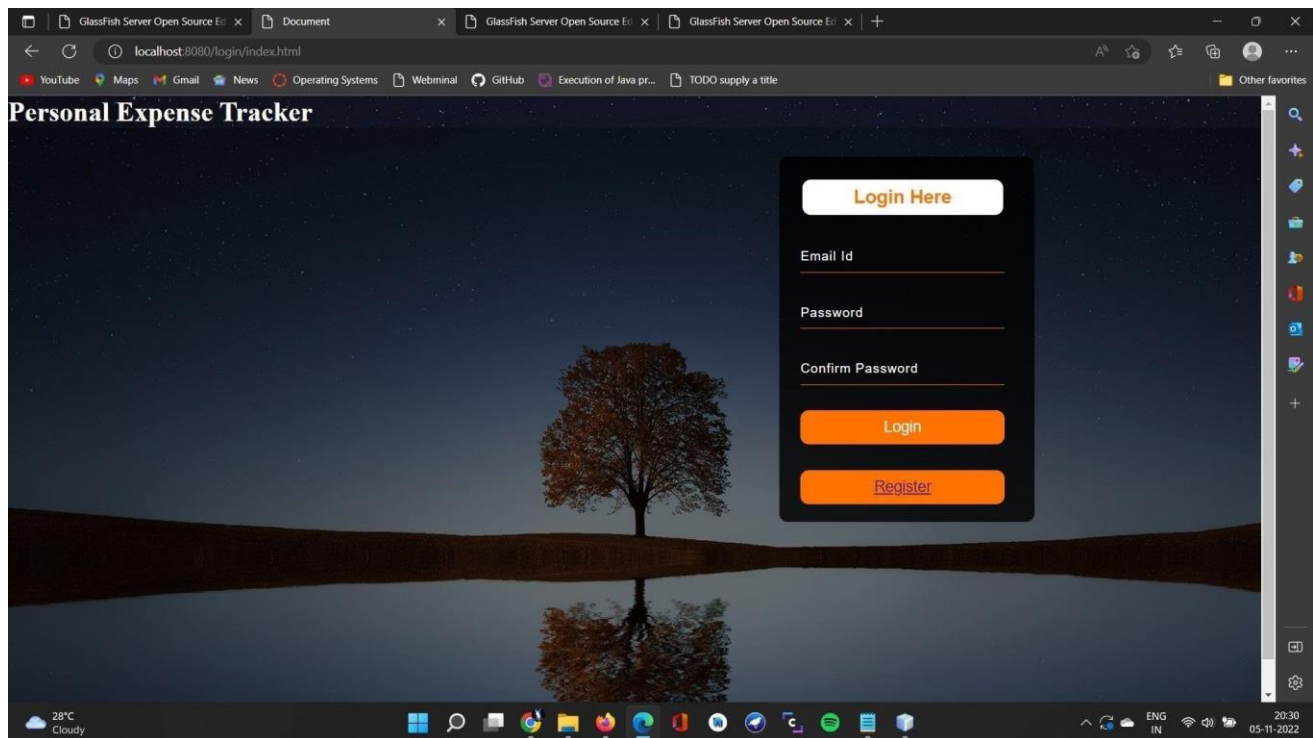 GlassFish Server Open Source Ed
Document
GlassFish Server Open Source Ed
GlassFish Server Open Source Ed
localhost:8080/login/index.html
YouTube Maps Gmail News Operating Systems Webminal GitHub Execution of Java pr... TODO supply a title Other favorites
Personal Expense Tracker
Login Here
Email Id
Password
Confirm Password
Login
Register
28°C
Cloudy
ENG
IN
20:30
05-11-2022